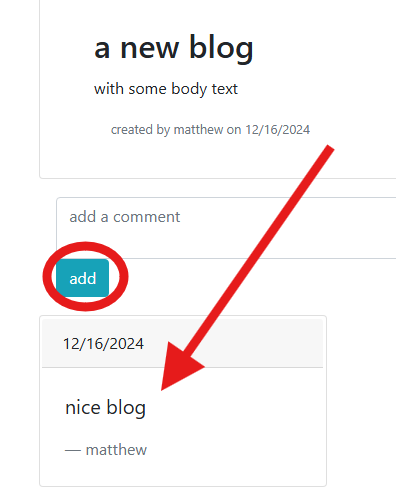 a new blog
with some body text
created by matthew on 12/16/2024
add a comment
add
12/16/2024
nice blog
— matthew